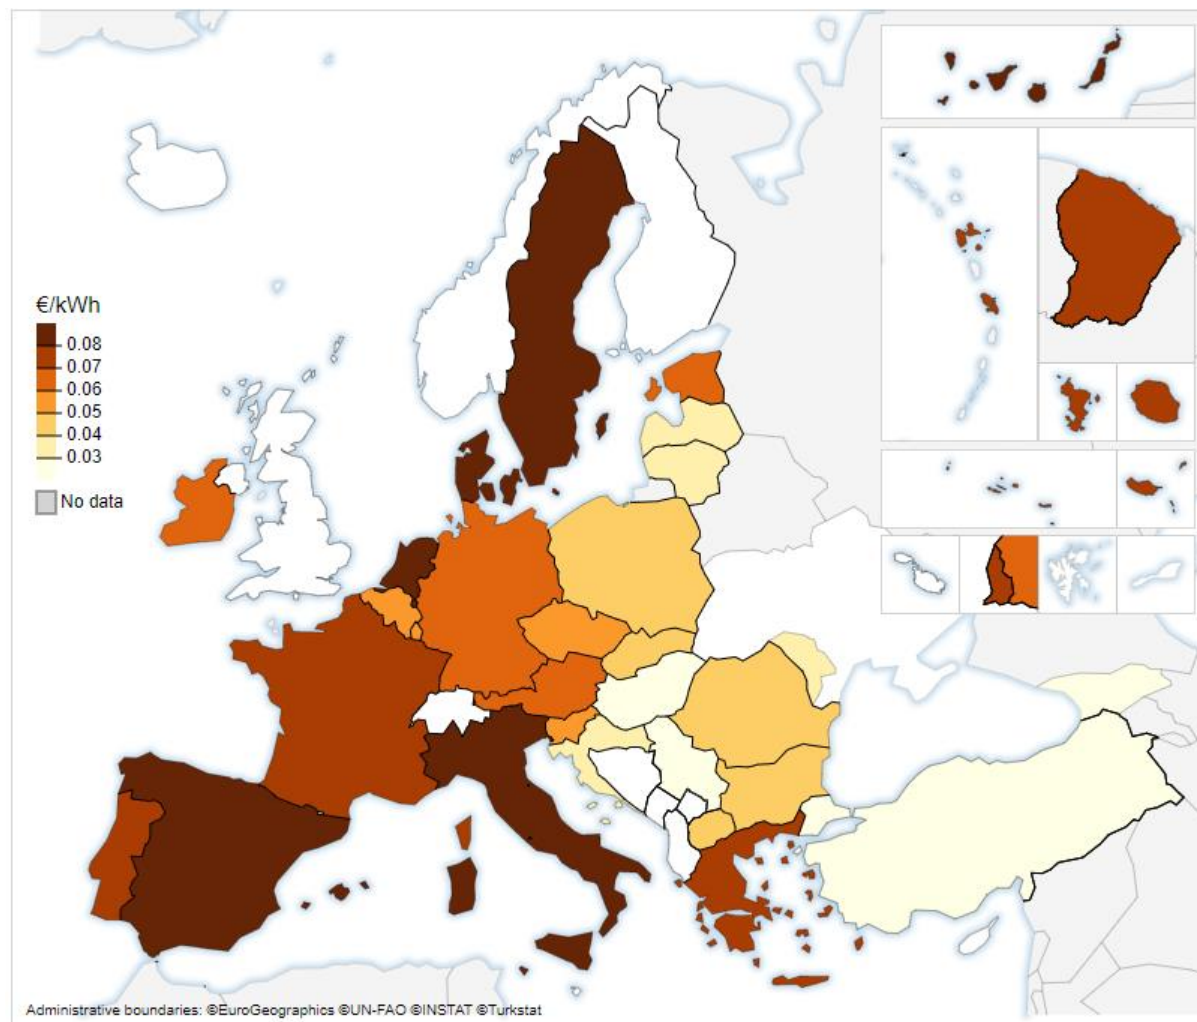 €/kWh
0.08
0.07
0.06
0.05
0.04
0.03
No data
Administrative boundaries: ©EuroGeographics ©UN-FAO ©INSTAT ©Turkstat